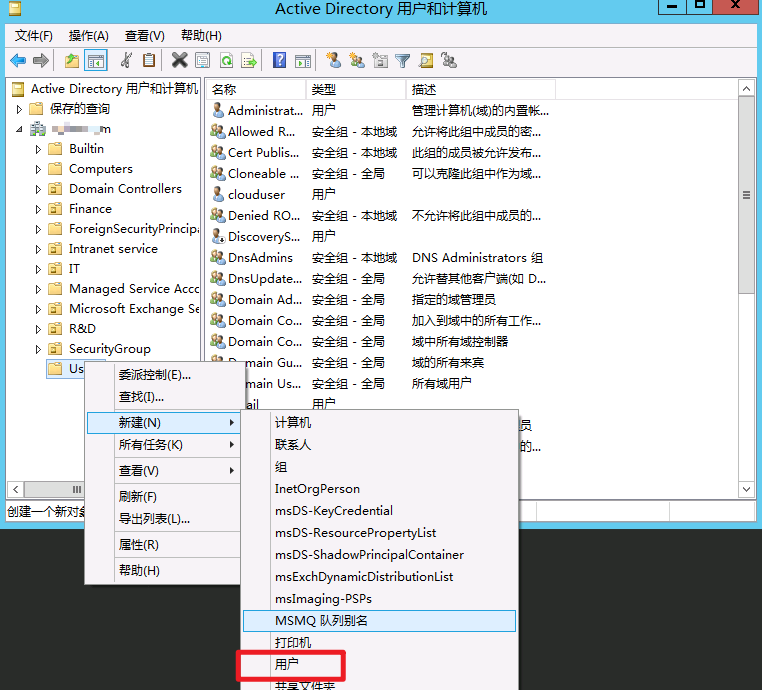 Active Directory 用户和计算机
文件(F) 操作(A) 查看(V) 帮助(H)
Active Directory 用户和计算机
保存的查询
Builtin
Computers
Domain Controllers
Finance
ForeignSecurityPrincipa
Intranet service
IT
Managed Service Acco
Microsoft Exchange Se
R&D
SecurityGroup
Us
名称 类型 描述
Administrat... 用户 管理计算机(域)的内置帐...
Allowed R... 安全组 - 本地域 允许将此组中成员的密...
Cert Publis... 安全组 - 本地域 此组的成员被允许发布...
Cloneable ... 安全组 - 全局 可以克隆此组中作为域...
clouduser 用户
Denied RO... 安全组 - 本地域 不允许将此组中成员的...
DiscoveryS... 用户
DnsAdmins 安全组 - 本地域 DNS Administrators 组
DnsUpdate... 安全组 - 全局 允许替其他客户端(如 D...
Domain Ad... 安全组 - 全局 指定的域管理员
Domain Co... 安全组 - 全局 加入到域中的所有工作...
Domain Co... 安全组 - 全局 域中所有域控制器
Domain Gu... 安全组 - 全局 域的所有来宾
main Us... 安全组 - 全局 所有域用户
ail 用户
员
的...
委派控制(E)...
查找(I)...
新建(N)
所有任务(K)
查看(V)
刷新(F)
导出列表(L)...
属性(R)
帮助(H)
计算机
联系人
组
InetOrgPerson
msDS-KeyCredential
msDS-ResourcePropertyList
msDS-ShadowPrincipalContainer
msExchDynamicDistributionList
msImaging-PSPs
MSMQ 队列别名
打印机
用户
共享文件夹
创建一个新对象